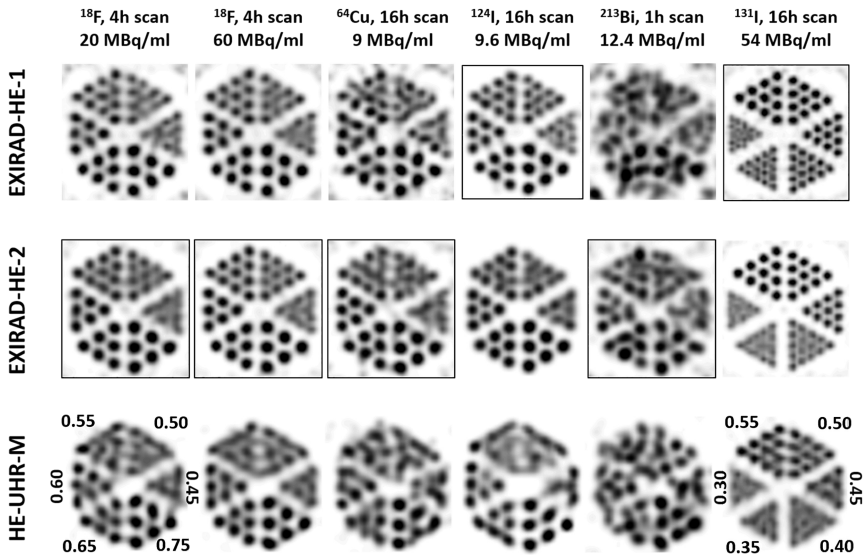 ¹⁸F, 4h scan
20 MBq/ml
¹⁸F, 4h scan
60 MBq/ml
⁶⁴Cu, 16h scan
9 MBq/ml
¹²⁴I, 16h scan
9.6 MBq/ml
²¹³Bi, 1h scan
12.4 MBq/ml
¹³¹I, 16h scan
54 MBq/ml
EXIRAD-HE-1
EXIRAD-HE-2
HE-UHR-M
0.55 0.50
0.60 0.45
0.65 0.75
0.55 0.50
0.30 0.45
0.35 0.40